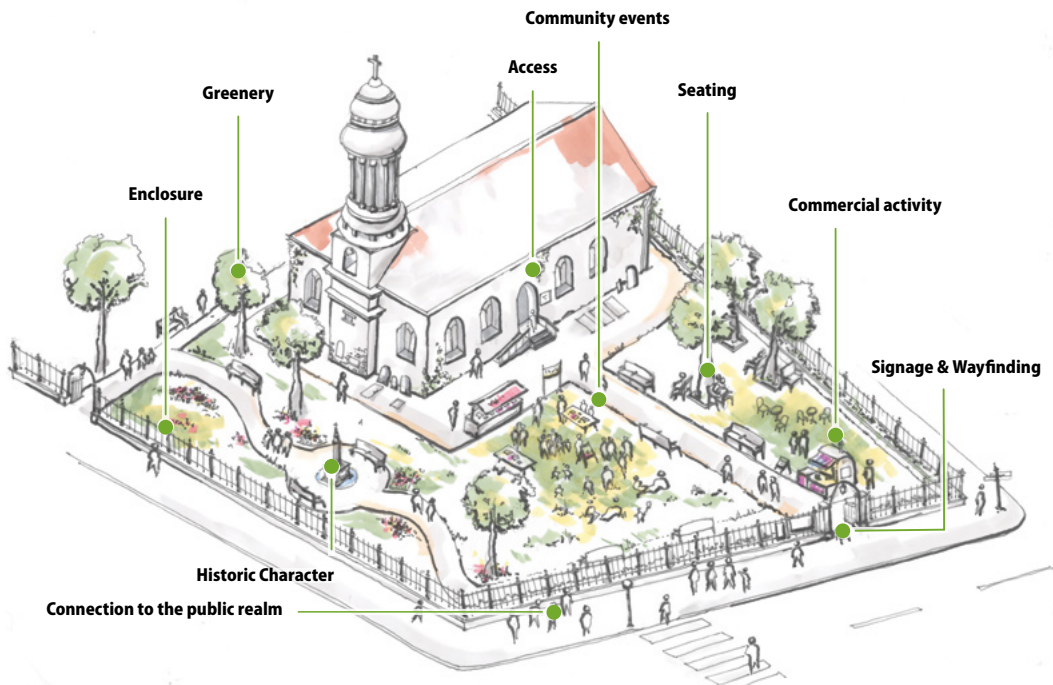 Community events
Access
Greenery
Seating
Enclosure
Commercial activity
Signage & Wayfinding
Historic Character
Connection to the public realm